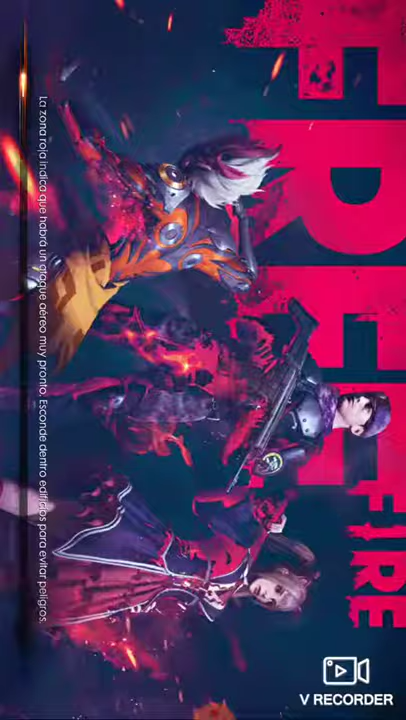 FREE
FIRE
La zona roja indica que habrá un ataque aéreo muy pronto. Esconde dentro edificios para evitar peligros.
V RECORDER